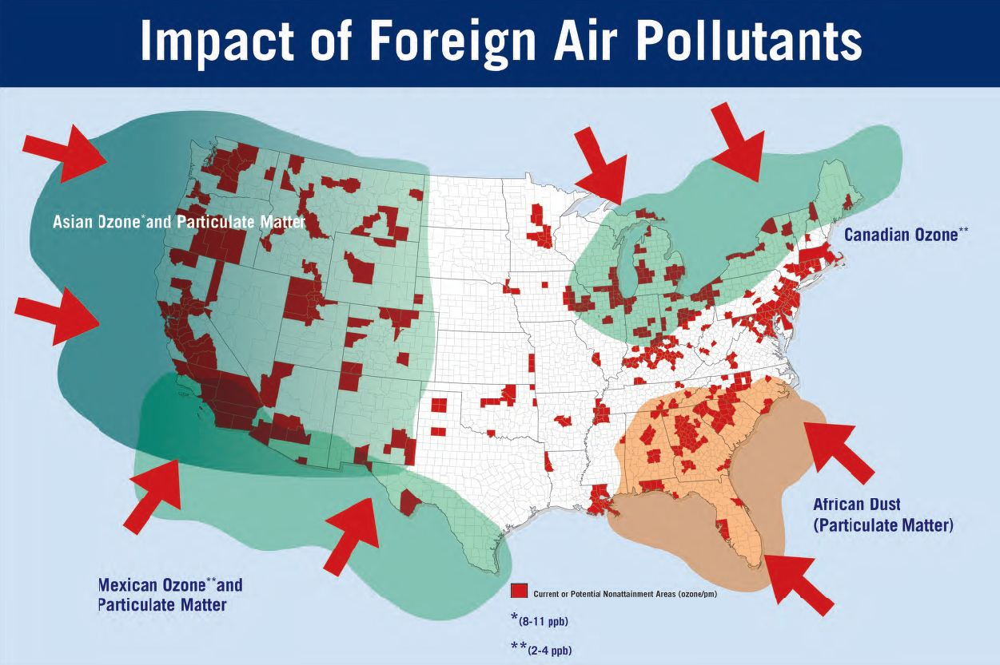 Impact of Foreign Air Pollutants
Asian Ozone*and Particulate Matter
Canadian Ozone**
African Dust
(Particulate Matter)
Mexican Ozone**and
Particulate Matter
Current or Potential Nonattainment Areas (ozone/pm)
*(8-11 ppb)
**(2-4 ppb)